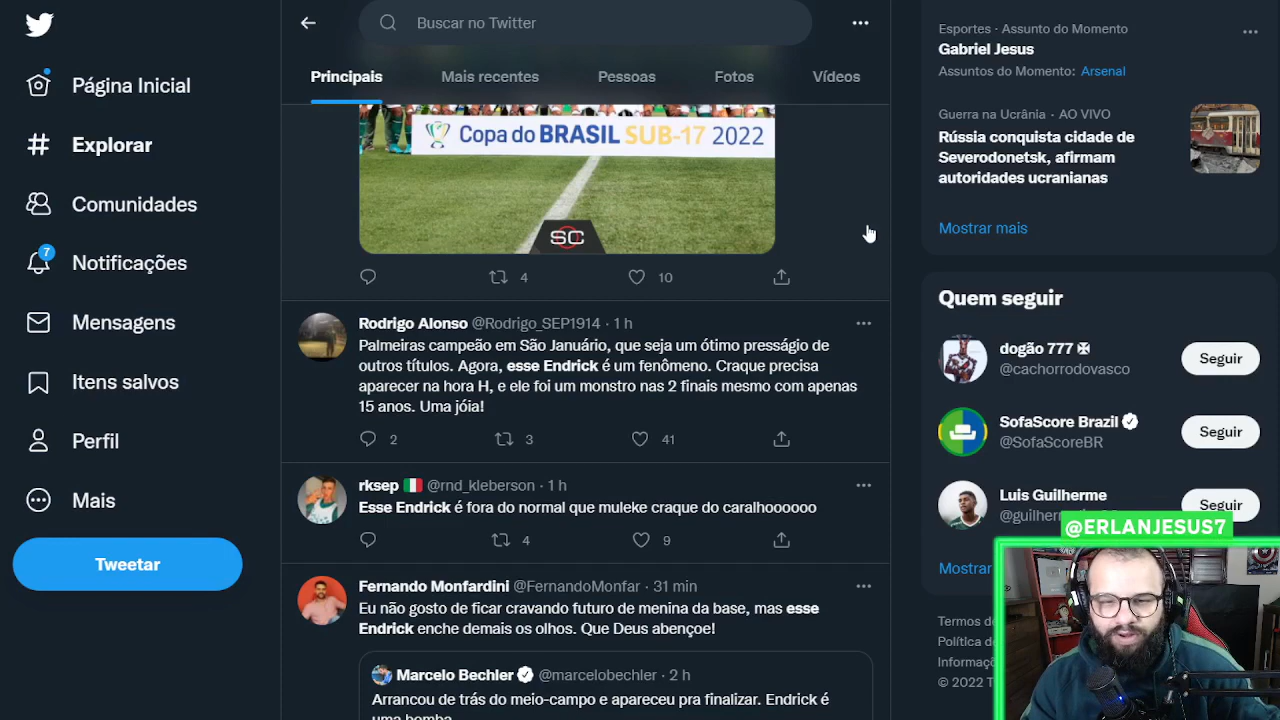 Buscar no Twitter
Página Inicial
Explorar
Comunidades
7
Notificações
Mensagens
Itens salvos
Perfil
Mais
Tweetar
Principais
Mais recentes
Pessoas
Fotos
Vídeos
Copa do BRASIL SUB-17 2022
SC
4
10
Rodrigo Alonso @Rodrigo_SEP1914 · 1 h
Palmeiras campeão em São Januário, que seja um ótimo presságio de
outros títulos. Agora, esse Endrick é um fenômeno. Craque precisa
aparecer na hora H, e ele foi um monstro nas 2 finais mesmo com apenas
15 anos. Uma jóia!
2
3
41
rksep @rnd_kleberson · 1 h
Esse Endrick é fora do normal que muleke craque do caralhoooooo
4
9
Fernando Monfardini @FernandoMonfar · 31 min
Eu não gosto de ficar cravando futuro de menina da base, mas esse
Endrick enche demais os olhos. Que Deus abençoe!
Marcelo Bechler @marcelobechler · 2 h
Arrancou de trás do meio-campo e apareceu pra finalizar. Endrick é
uma bomba
Esportes · Assunto do Momento
Gabriel Jesus
Assuntos do Momento: Arsenal
Guerra na Ucrânia · AO VIVO
Rússia conquista cidade de
Severodonetsk, afirmam
autoridades ucranianas
Mostrar mais
Quem seguir
dogão 777
@cachorrodovasco
Seguir
SofaScore Brazil
@SofaScoreBR
Seguir
Luis Guilherme
@guilherm
Seguir
@ERLANJESUS7
Mostrar
Termos de
Política d
Informaçõ
© 2022 T